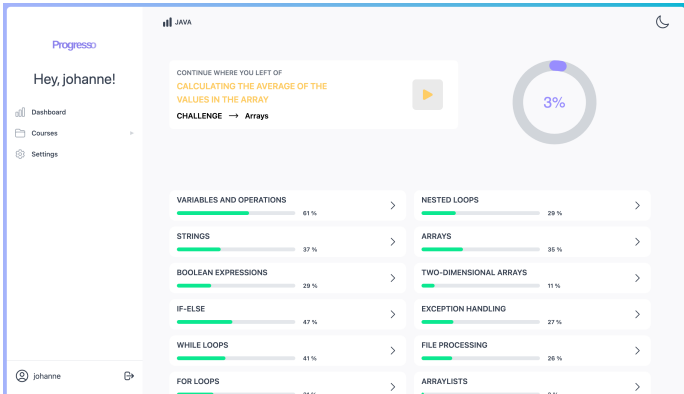 JAVA
Progresso
Hey, johanne!
Dashboard
Courses
Settings
CONTINUE WHERE YOU LEFT OF
CALCULATING THE AVERAGE OF THE
VALUES IN THE ARRAY
CHALLENGE → Arrays
3%
VARIABLES AND OPERATIONS
61 %
NESTED LOOPS
29 %
STRINGS
37 %
ARRAYS
35 %
BOOLEAN EXPRESSIONS
29 %
TWO-DIMENSIONAL ARRAYS
11 %
IF-ELSE
47 %
EXCEPTION HANDLING
27 %
WHILE LOOPS
41 %
FILE PROCESSING
26 %
FOR LOOPS
ARRAYLISTS
johanne